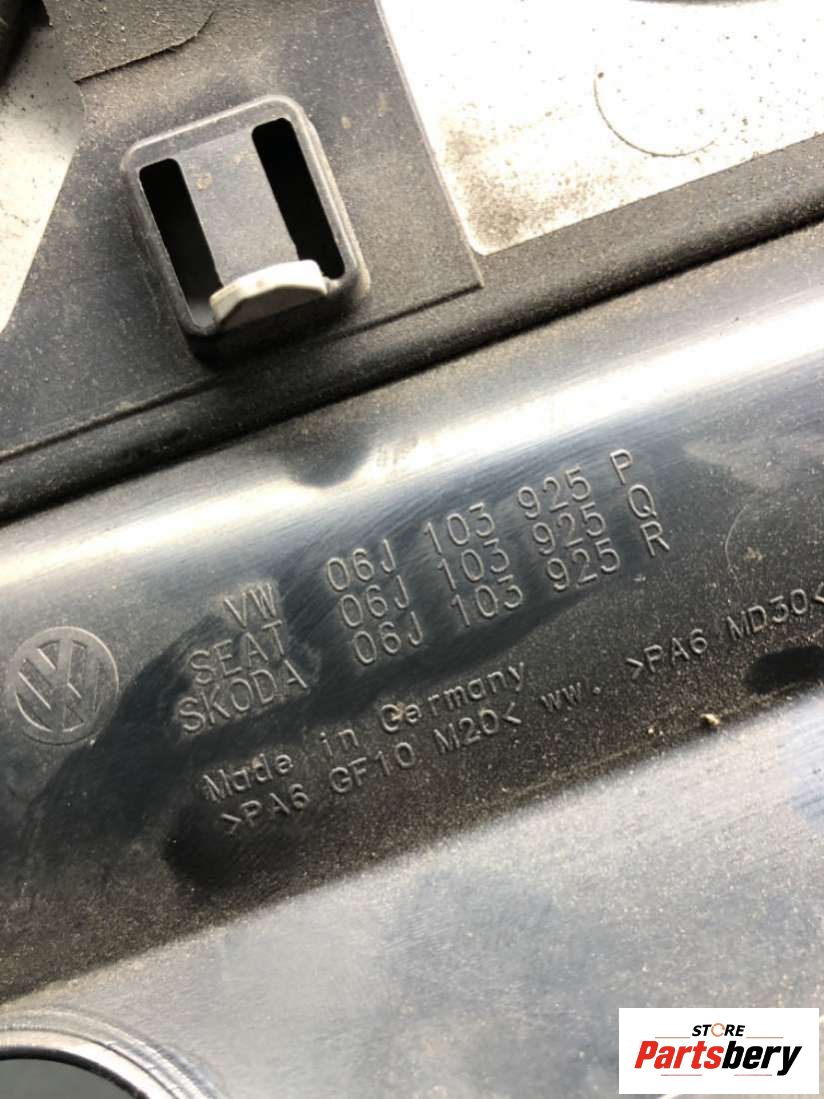 VW 06J 103 925 P
SEAT 06J 103 925 Q
SKODA 06J 103 925 R
Made in Germany
>PA6 GF10 M20< ww. >PA6 MD30<
STORE
Partsbery